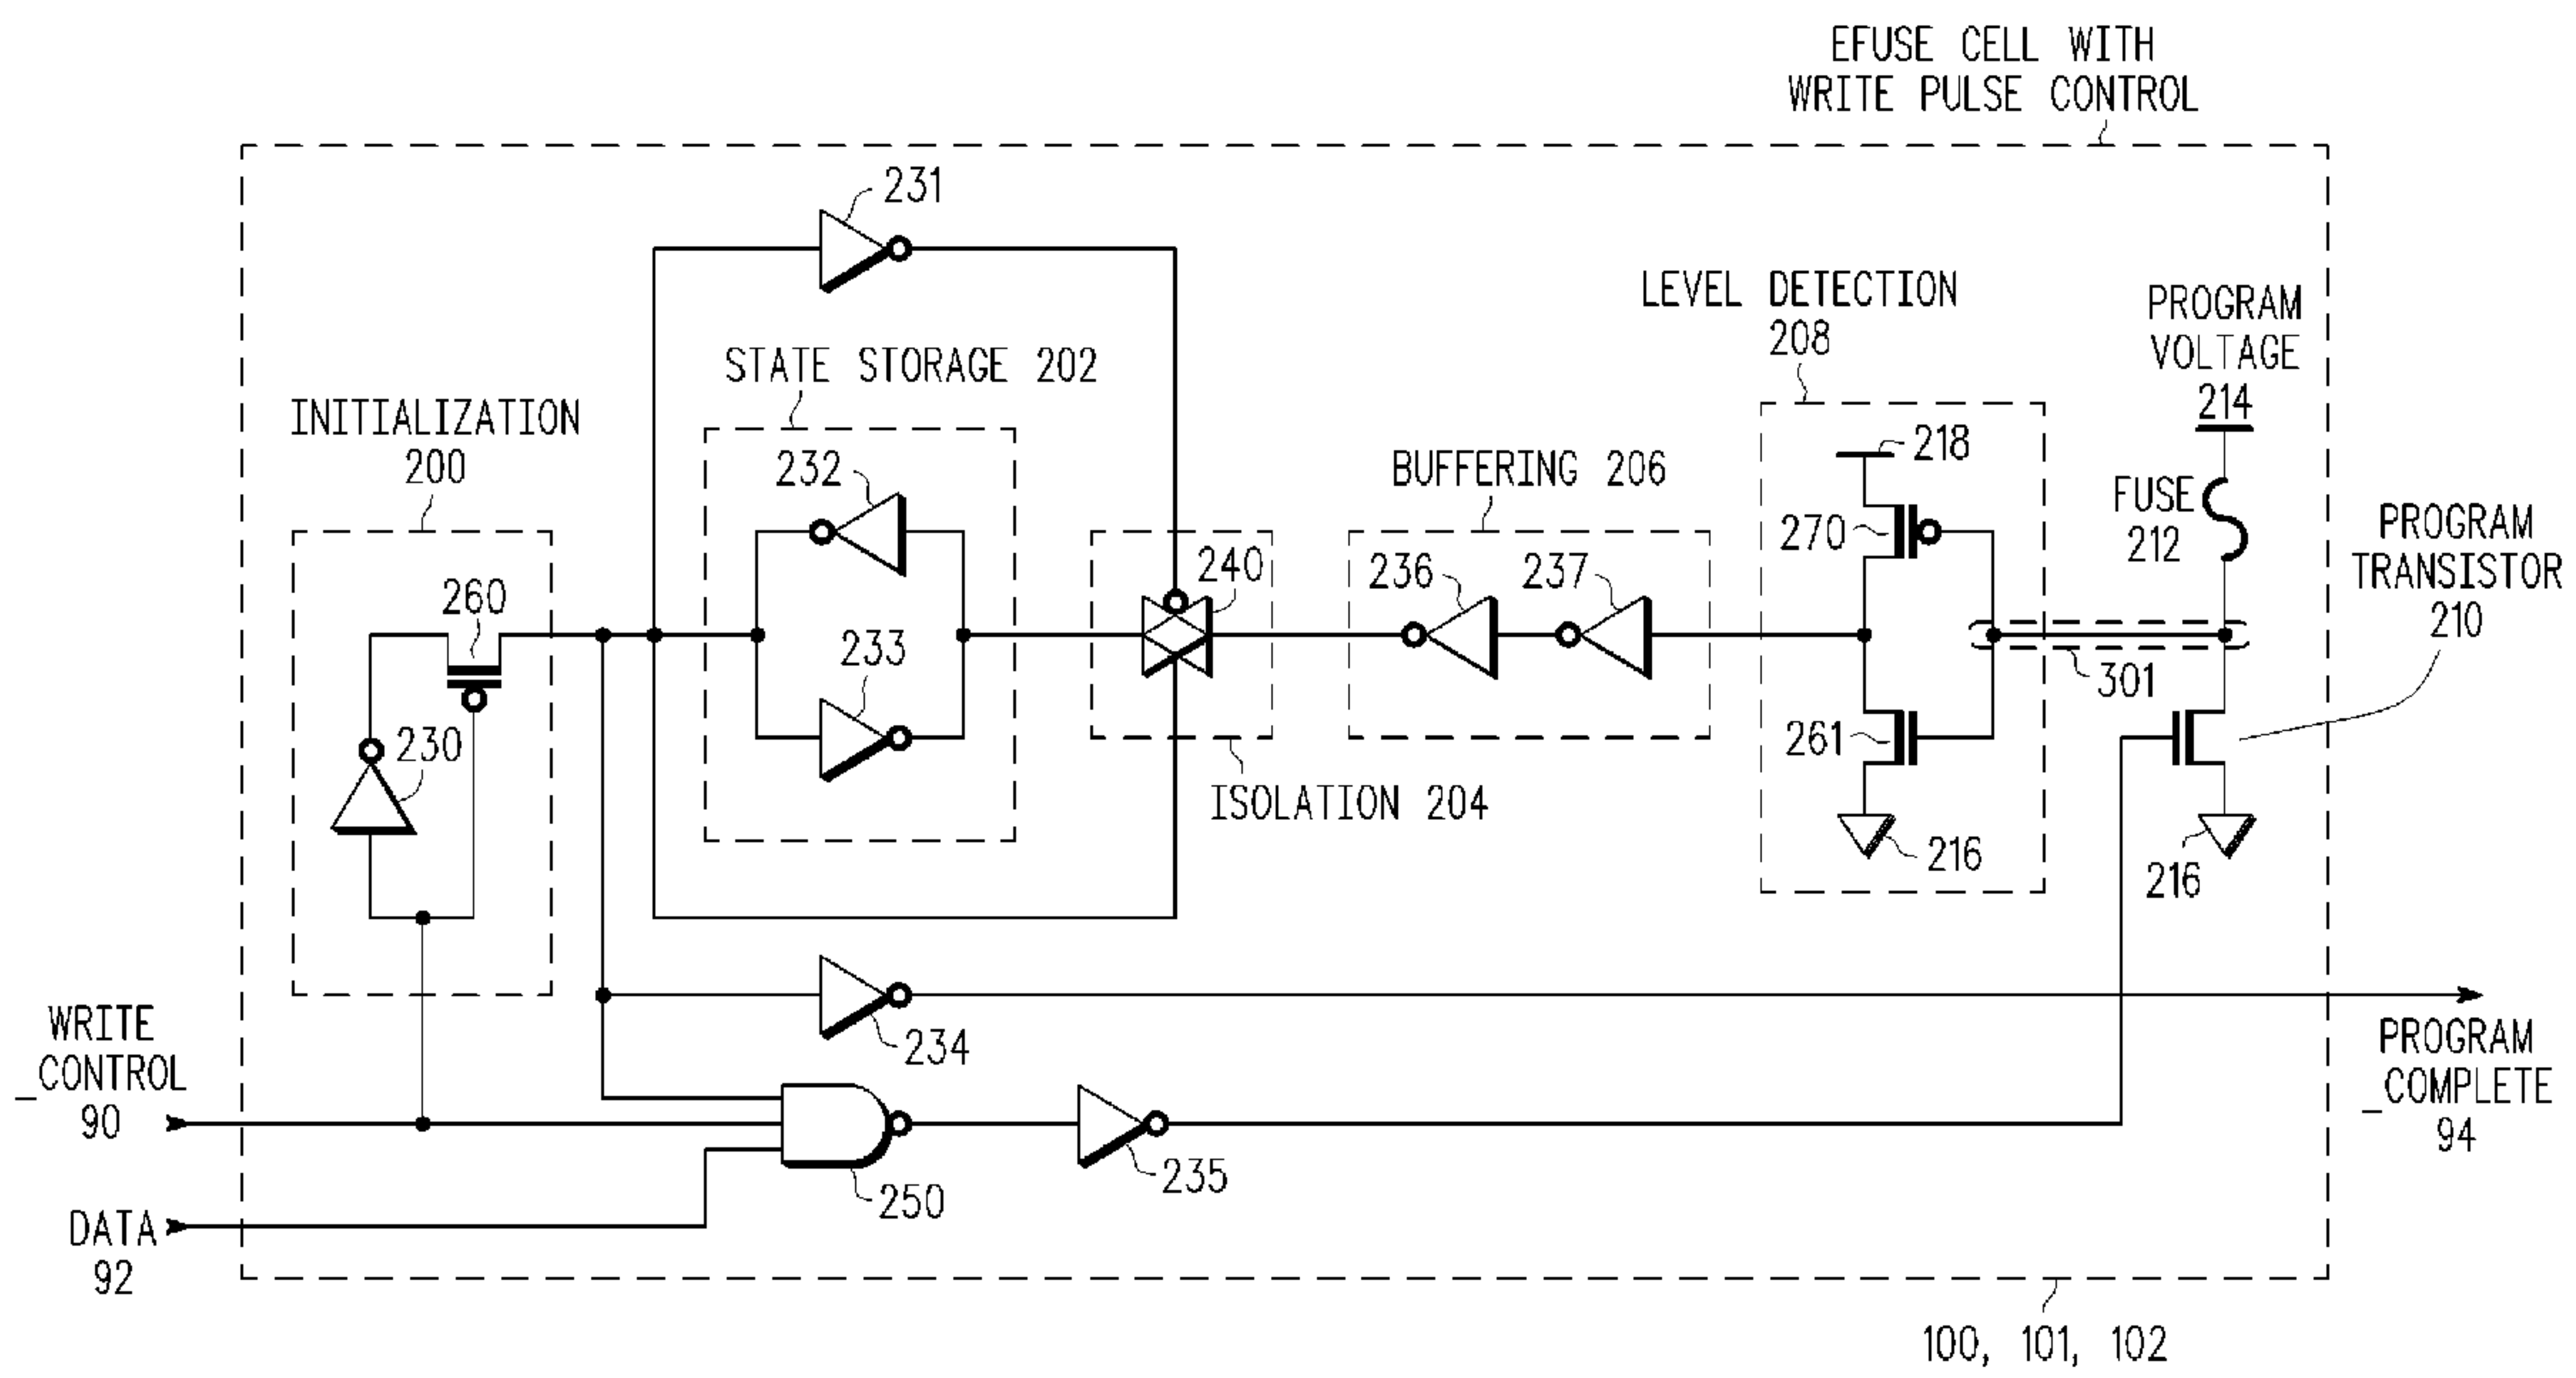 EFUSE CELL WITH
WRITE PULSE CONTROL
231
LEVEL DETECTION
208
PROGRAM
VOLTAGE
214
STATE STORAGE 202
INITIALIZATION
200
232
BUFFERING 206
218
FUSE
212
PROGRAM
TRANSISTOR
210
270
240
236
237
260
233
301
230
261
ISOLATION 204
216
216
WRITE
_CONTROL
90
234
PROGRAM
_COMPLETE
94
235
250
DATA
92
100, 101, 102